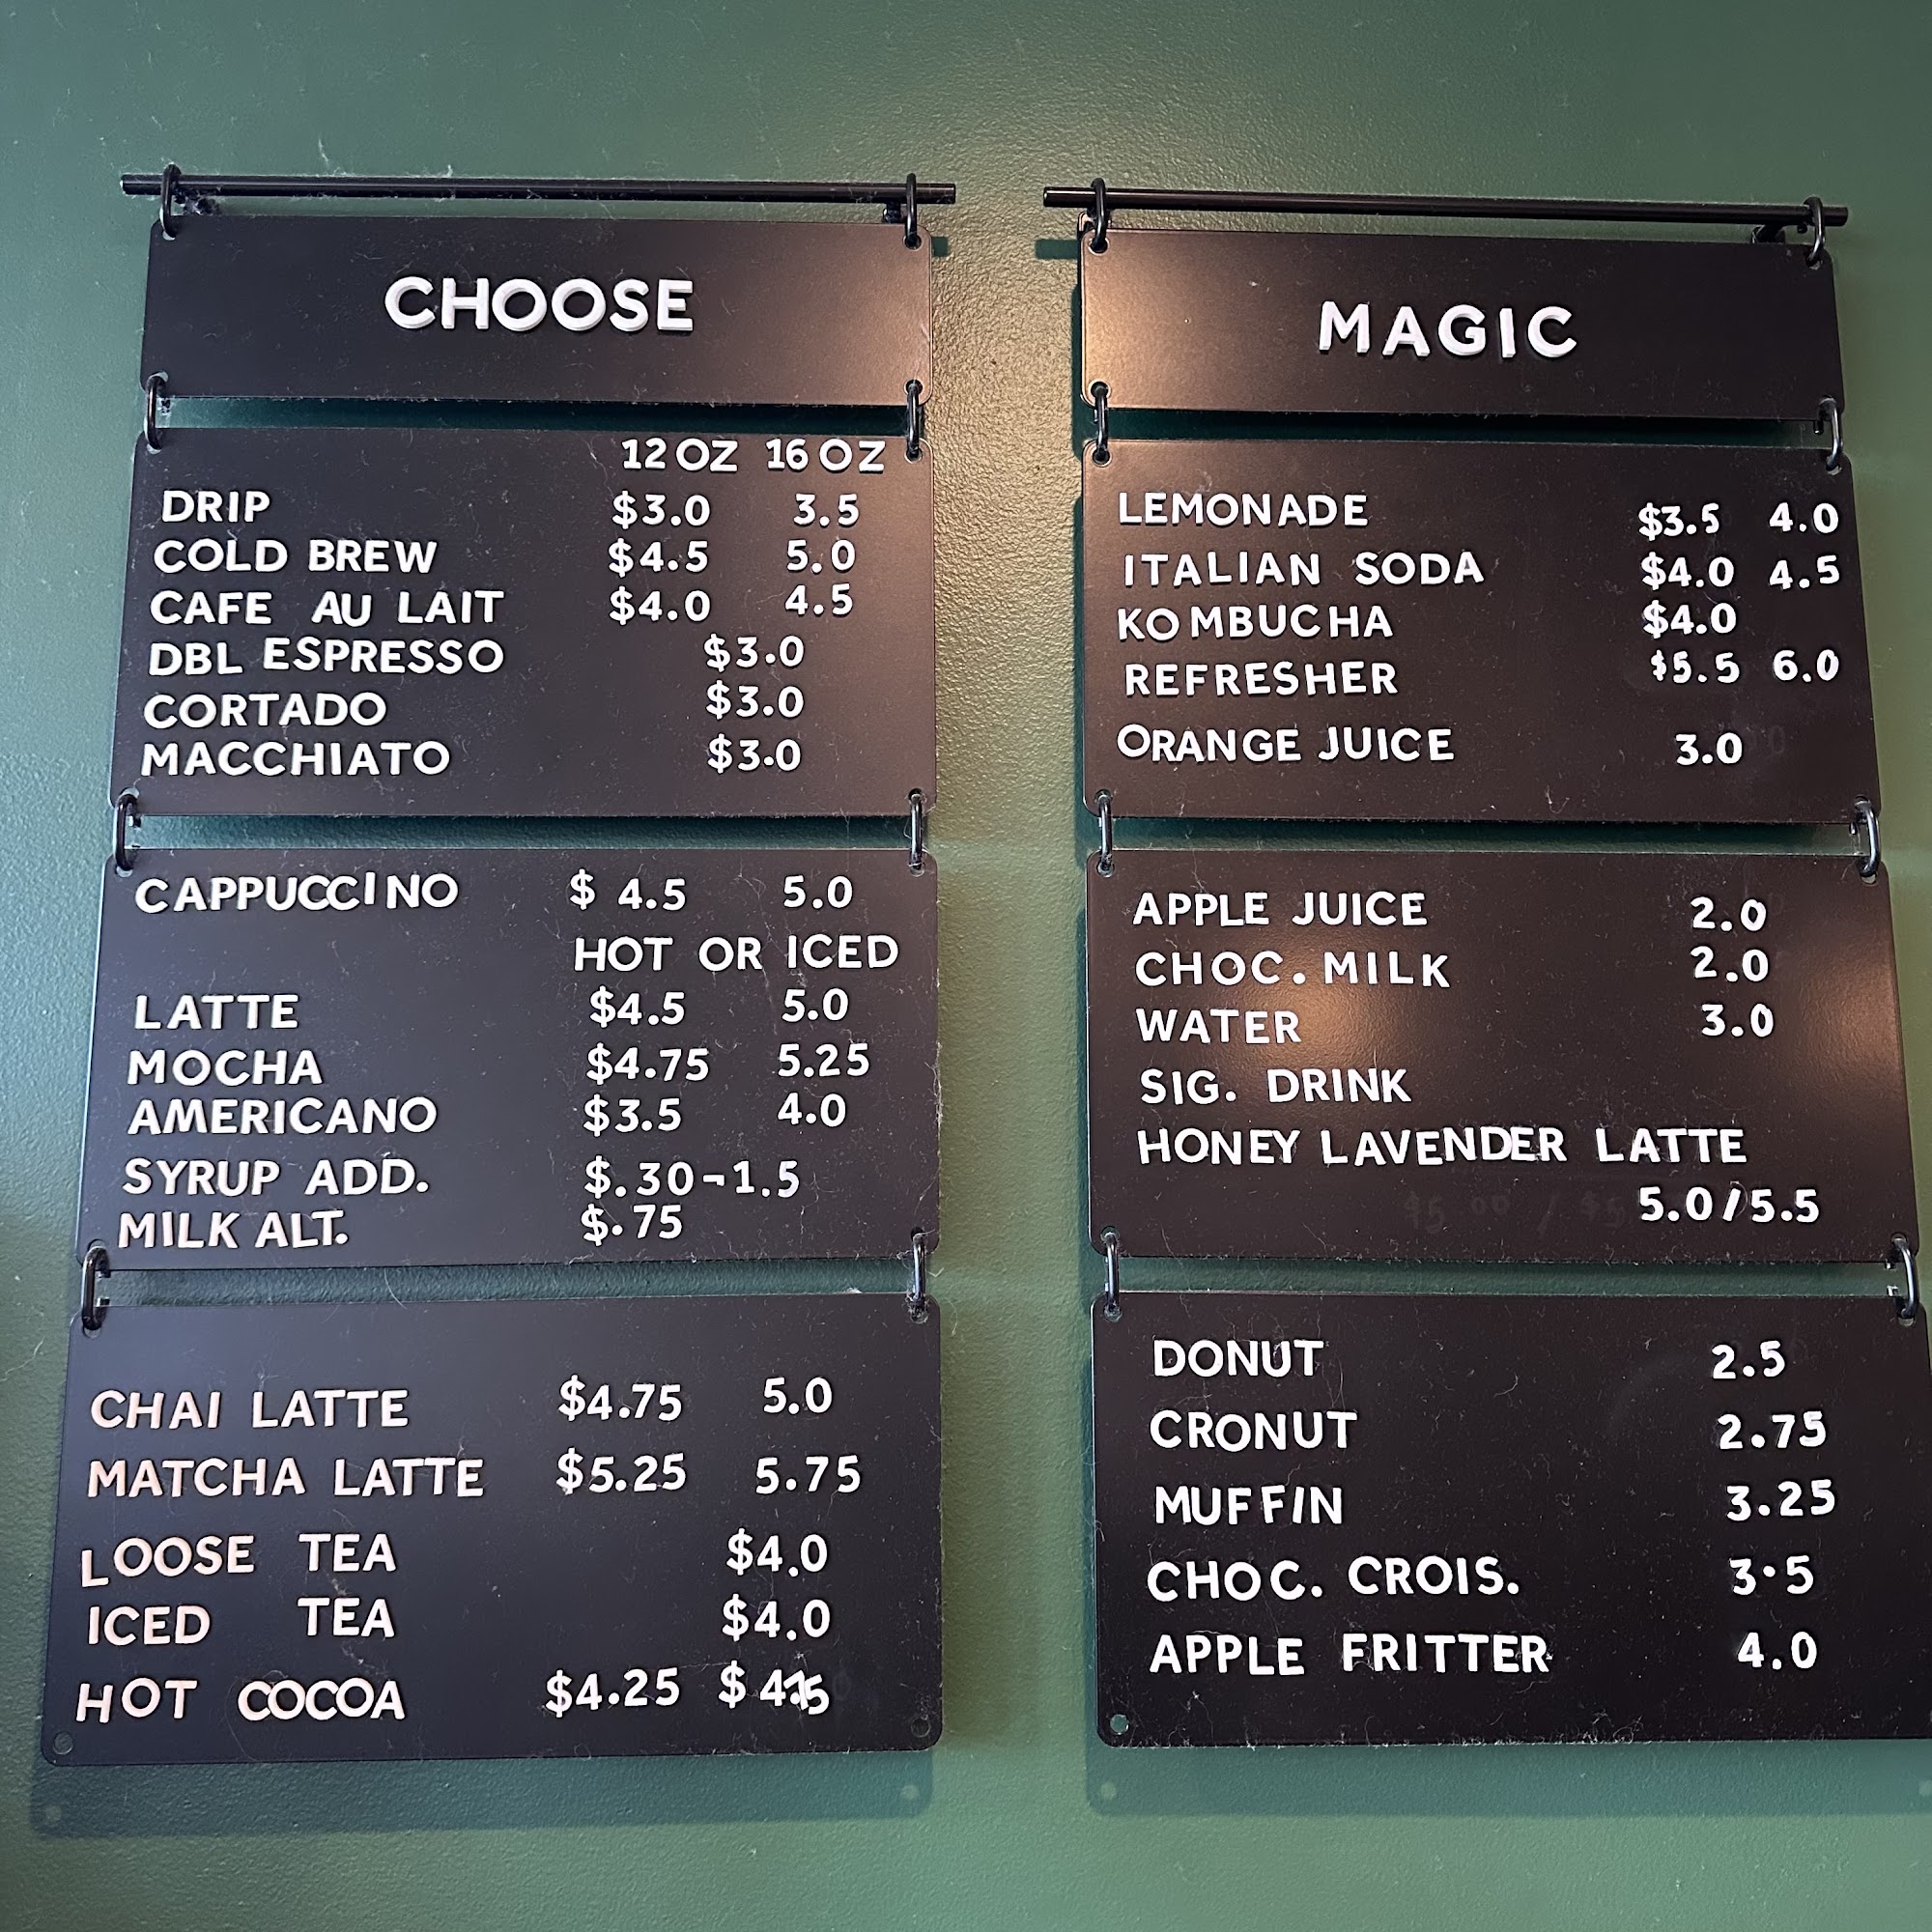 CHOOSE
12 OZ 16 OZ
DRIP $3.0 3.5
COLD BREW $4.5 5.0
CAFE AU LAIT $4.0 4.5
DBL ESPRESSO $3.0
CORTADO $3.0
MACCHIATO $3.0
CAPPUCCINO $ 4.5 5.0
HOT OR ICED
LATTE $4.5 5.0
MOCHA $4.75 5.25
AMERICANO $3.5 4.0
SYRUP ADD. $.30-1.5
MILK ALT. $.75
CHAI LATTE $4.75 5.0
MATCHA LATTE $5.25 5.75
LOOSE TEA $4.0
ICED TEA $4.0
HOT COCOA $4.25 $4.75
MAGIC
LEMONADE $3.5 4.0
ITALIAN SODA $4.0 4.5
KOMBUCHA $4.0
REFRESHER $5.5 6.0
ORANGE JUICE 3.0
APPLE JUICE 2.0
CHOC. MILK 2.0
WATER 3.0
SIG. DRINK
HONEY LAVENDER LATTE
5.0/5.5
DONUT 2.5
CRONUT 2.75
MUFFIN 3.25
CHOC. CROIS. 3.5
APPLE FRITTER 4.0